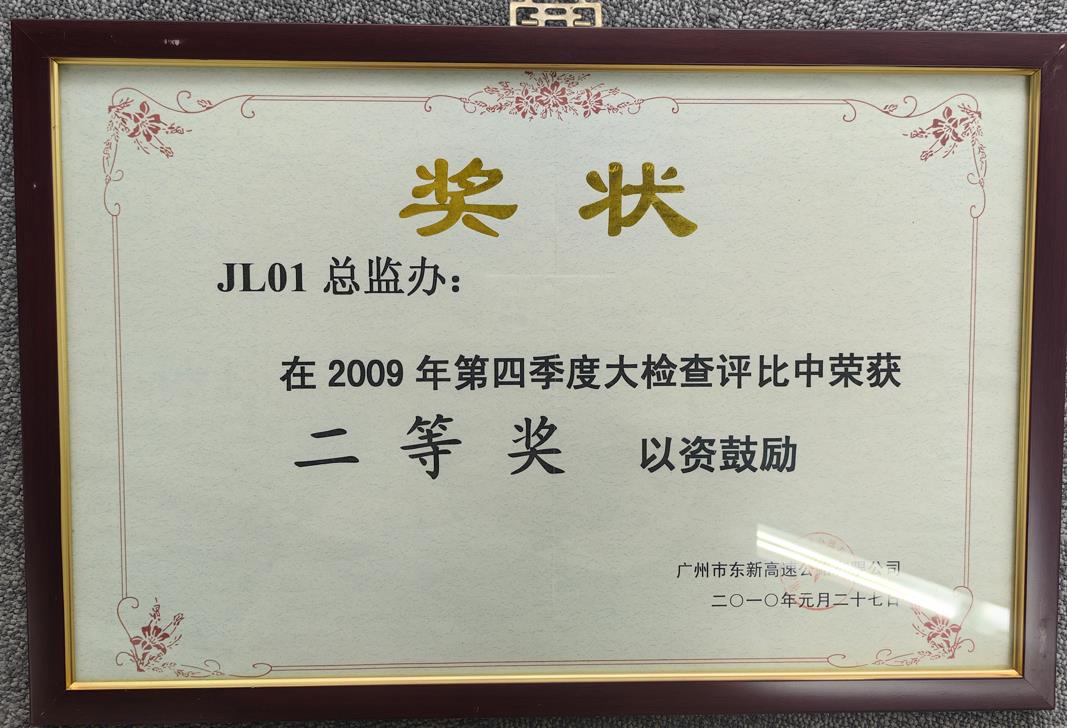 奖 状
JL01 总监办：
在 2009 年第四季度大检查评比中荣获
二 等 奖 以资鼓励
广州市东新高速公路有限公司
二〇一〇年元月二十七日